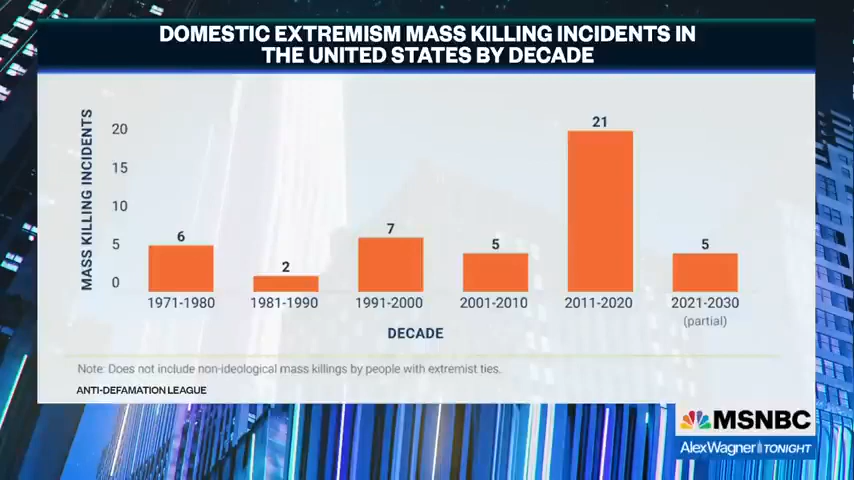 DOMESTIC EXTREMISM MASS KILLING INCIDENTS IN
THE UNITED STATES BY DECADE
MASS KILLING INCIDENTS
20
15
10
5
0
6
2
7
5
21
5
1971-1980
1981-1990
1991-2000
2001-2010
2011-2020
2021-2030
(partial)
DECADE
Note: Does not include non-ideological mass killings by people with extremist ties.
ANTI-DEFAMATION LEAGUE
MSNBC
AlexWagner TONIGHT